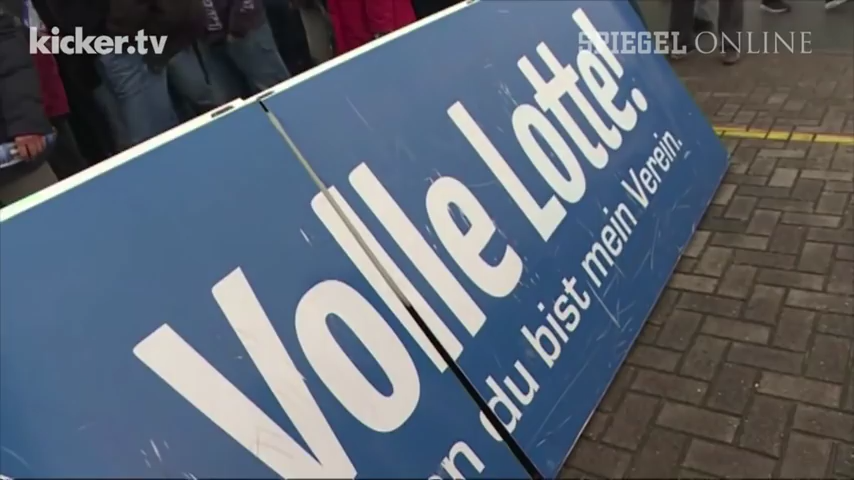 kicker.tv
SPIEGEL ONLINE
Volle Lotte!
du bist mein Verein.